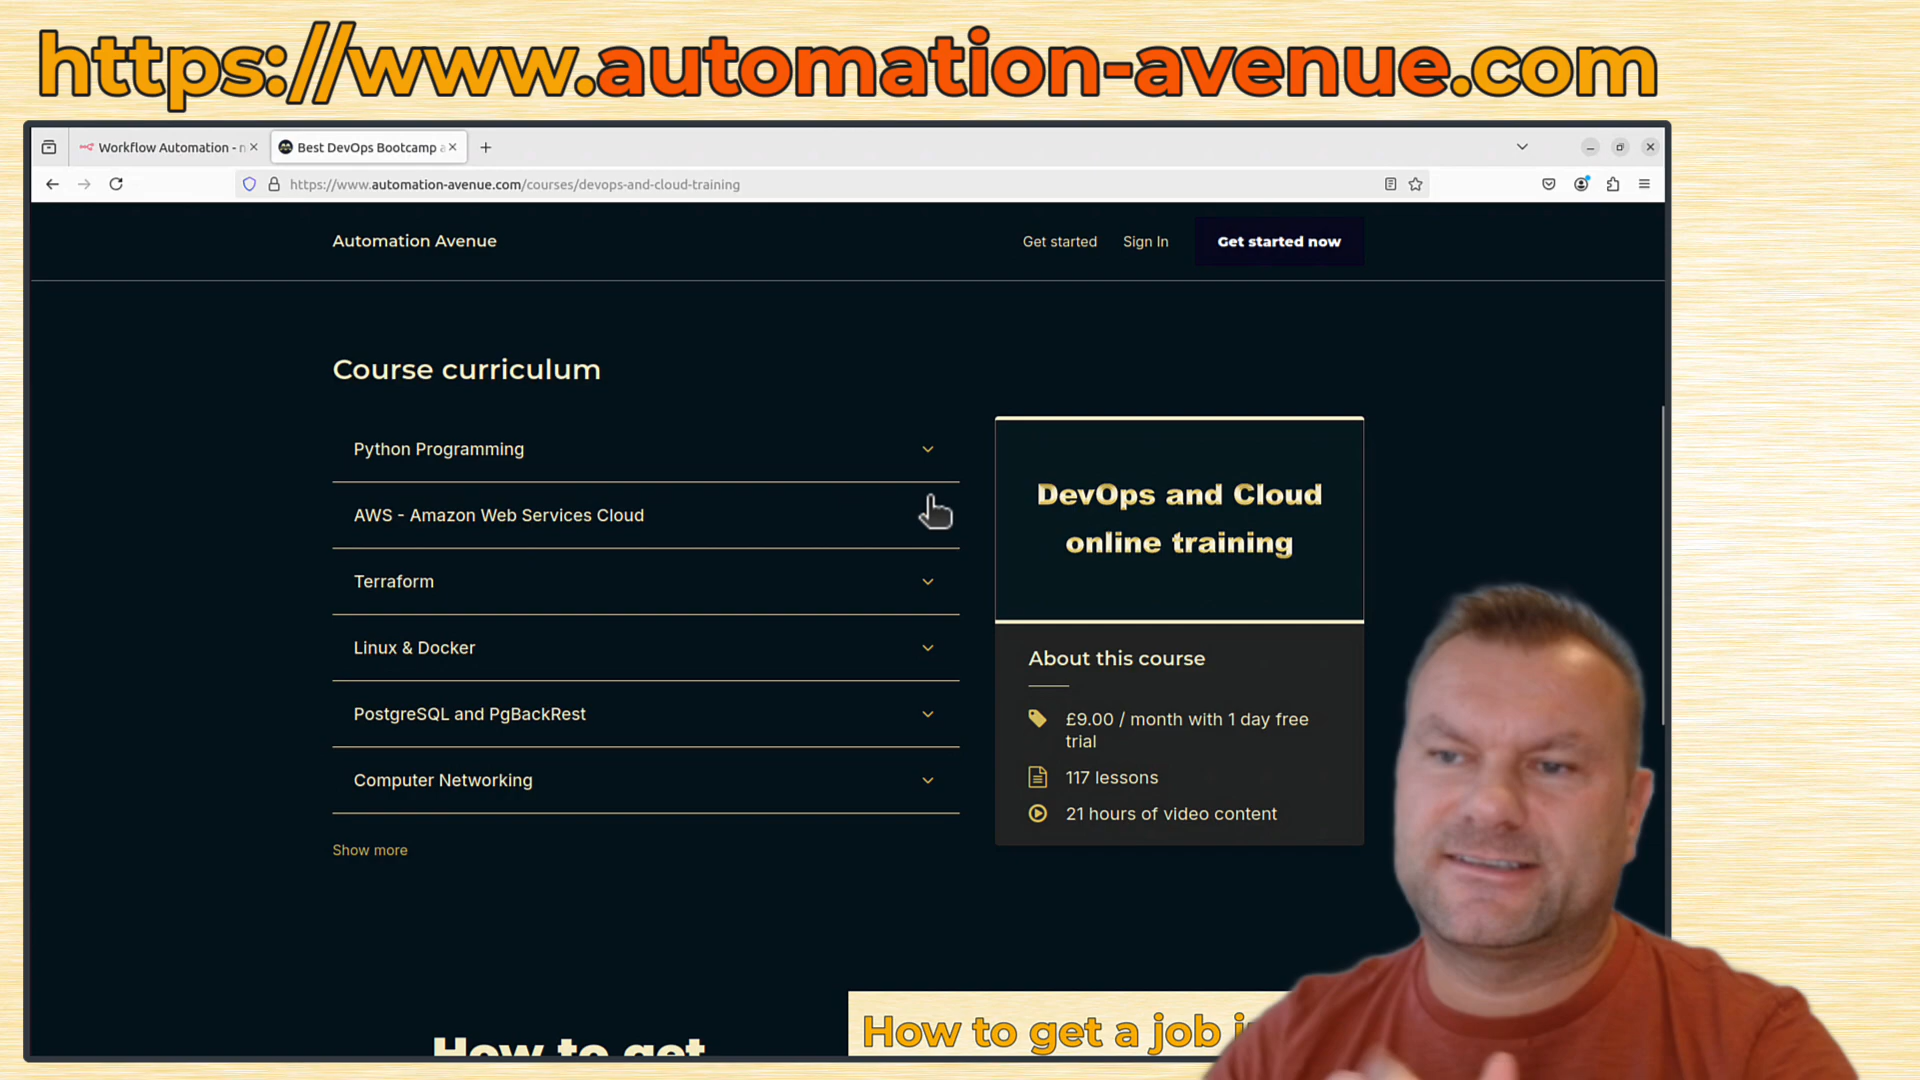 https://www.automation-avenue.com
Workflow Automation - n
Best DevOps Bootcamp a
https://www.automation-avenue.com/courses/devops-and-cloud-training
Automation Avenue
Get started
Sign In
Get started now
Course curriculum
Python Programming
AWS - Amazon Web Services Cloud
Terraform
Linux & Docker
PostgreSQL and PgBackRest
Computer Networking
Show more
DevOps and Cloud
online training
About this course
£9.00 / month with 1 day free
trial
117 lessons
21 hours of video content
How to get
How to get a job